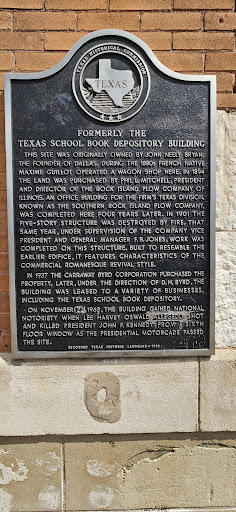 TEXAS HISTORICAL COMMISSION
TEXAS
FORMERLY THE
TEXAS SCHOOL BOOK DEPOSITORY BUILDING
THIS SITE WAS ORIGINALLY OWNED BY JOHN NEELY BRYAN,
THE FOUNDER OF DALLAS. DURING THE 1880s FRENCH NATIVE
MAXIME GUILLOT OPERATED A WAGON SHOP HERE. IN 1894
THE LAND WAS PURCHASED BY PHIL L. MITCHELL, PRESIDENT
AND DIRECTOR OF THE ROCK ISLAND PLOW COMPANY OF
ILLINOIS. AN OFFICE BUILDING FOR THE FIRM'S TEXAS DIVISION,
KNOWN AS THE SOUTHERN ROCK ISLAND PLOW COMPANY,
WAS COMPLETED HERE FOUR YEARS LATER. IN 1901 THE
FIVE-STORY STRUCTURE WAS DESTROYED BY FIRE. THAT
SAME YEAR, UNDER SUPERVISION OF THE COMPANY VICE
PRESIDENT AND GENERAL MANAGER F. B. JONES, WORK WAS
COMPLETED ON THIS STRUCTURE. BUILT TO RESEMBLE THE
EARLIER EDIFICE, IT FEATURES CHARACTERISTICS OF THE
COMMERCIAL ROMANESQUE REVIVAL STYLE.
IN 1937 THE CARRAWAY BYRD CORPORATION PURCHASED THE
PROPERTY. LATER, UNDER THE DIRECTION OF D.H. BYRD, THE
BUILDING WAS LEASED TO A VARIETY OF BUSINESSES,
INCLUDING THE TEXAS SCHOOL BOOK DEPOSITORY.
ON NOVEMBER 22, 1963, THE BUILDING GAINED NATIONAL
NOTORIETY WHEN LEE HARVEY OSWALD ALLEGEDLY SHOT
AND KILLED PRESIDENT JOHN F. KENNEDY FROM A SIXTH
FLOOR WINDOW AS THE PRESIDENTIAL MOTORCADE PASSED
THE SITE.
RECORDED TEXAS HISTORIC LANDMARK - 1980